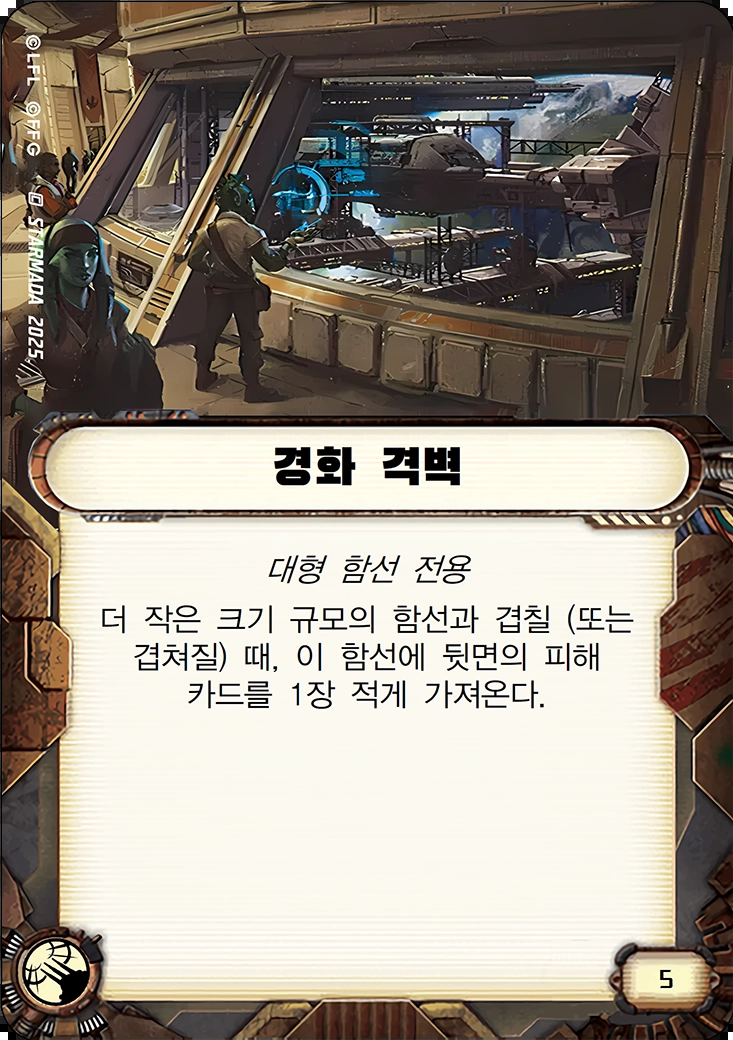 ©LFL ©FFG © STARMADA 2025.
경화 격벽
대형 함선 전용
더 작은 크기 규모의 함선과 겹칠 (또는
겹쳐질) 때, 이 함선에 뒷면의 피해
카드를 1장 적게 가져온다.
5